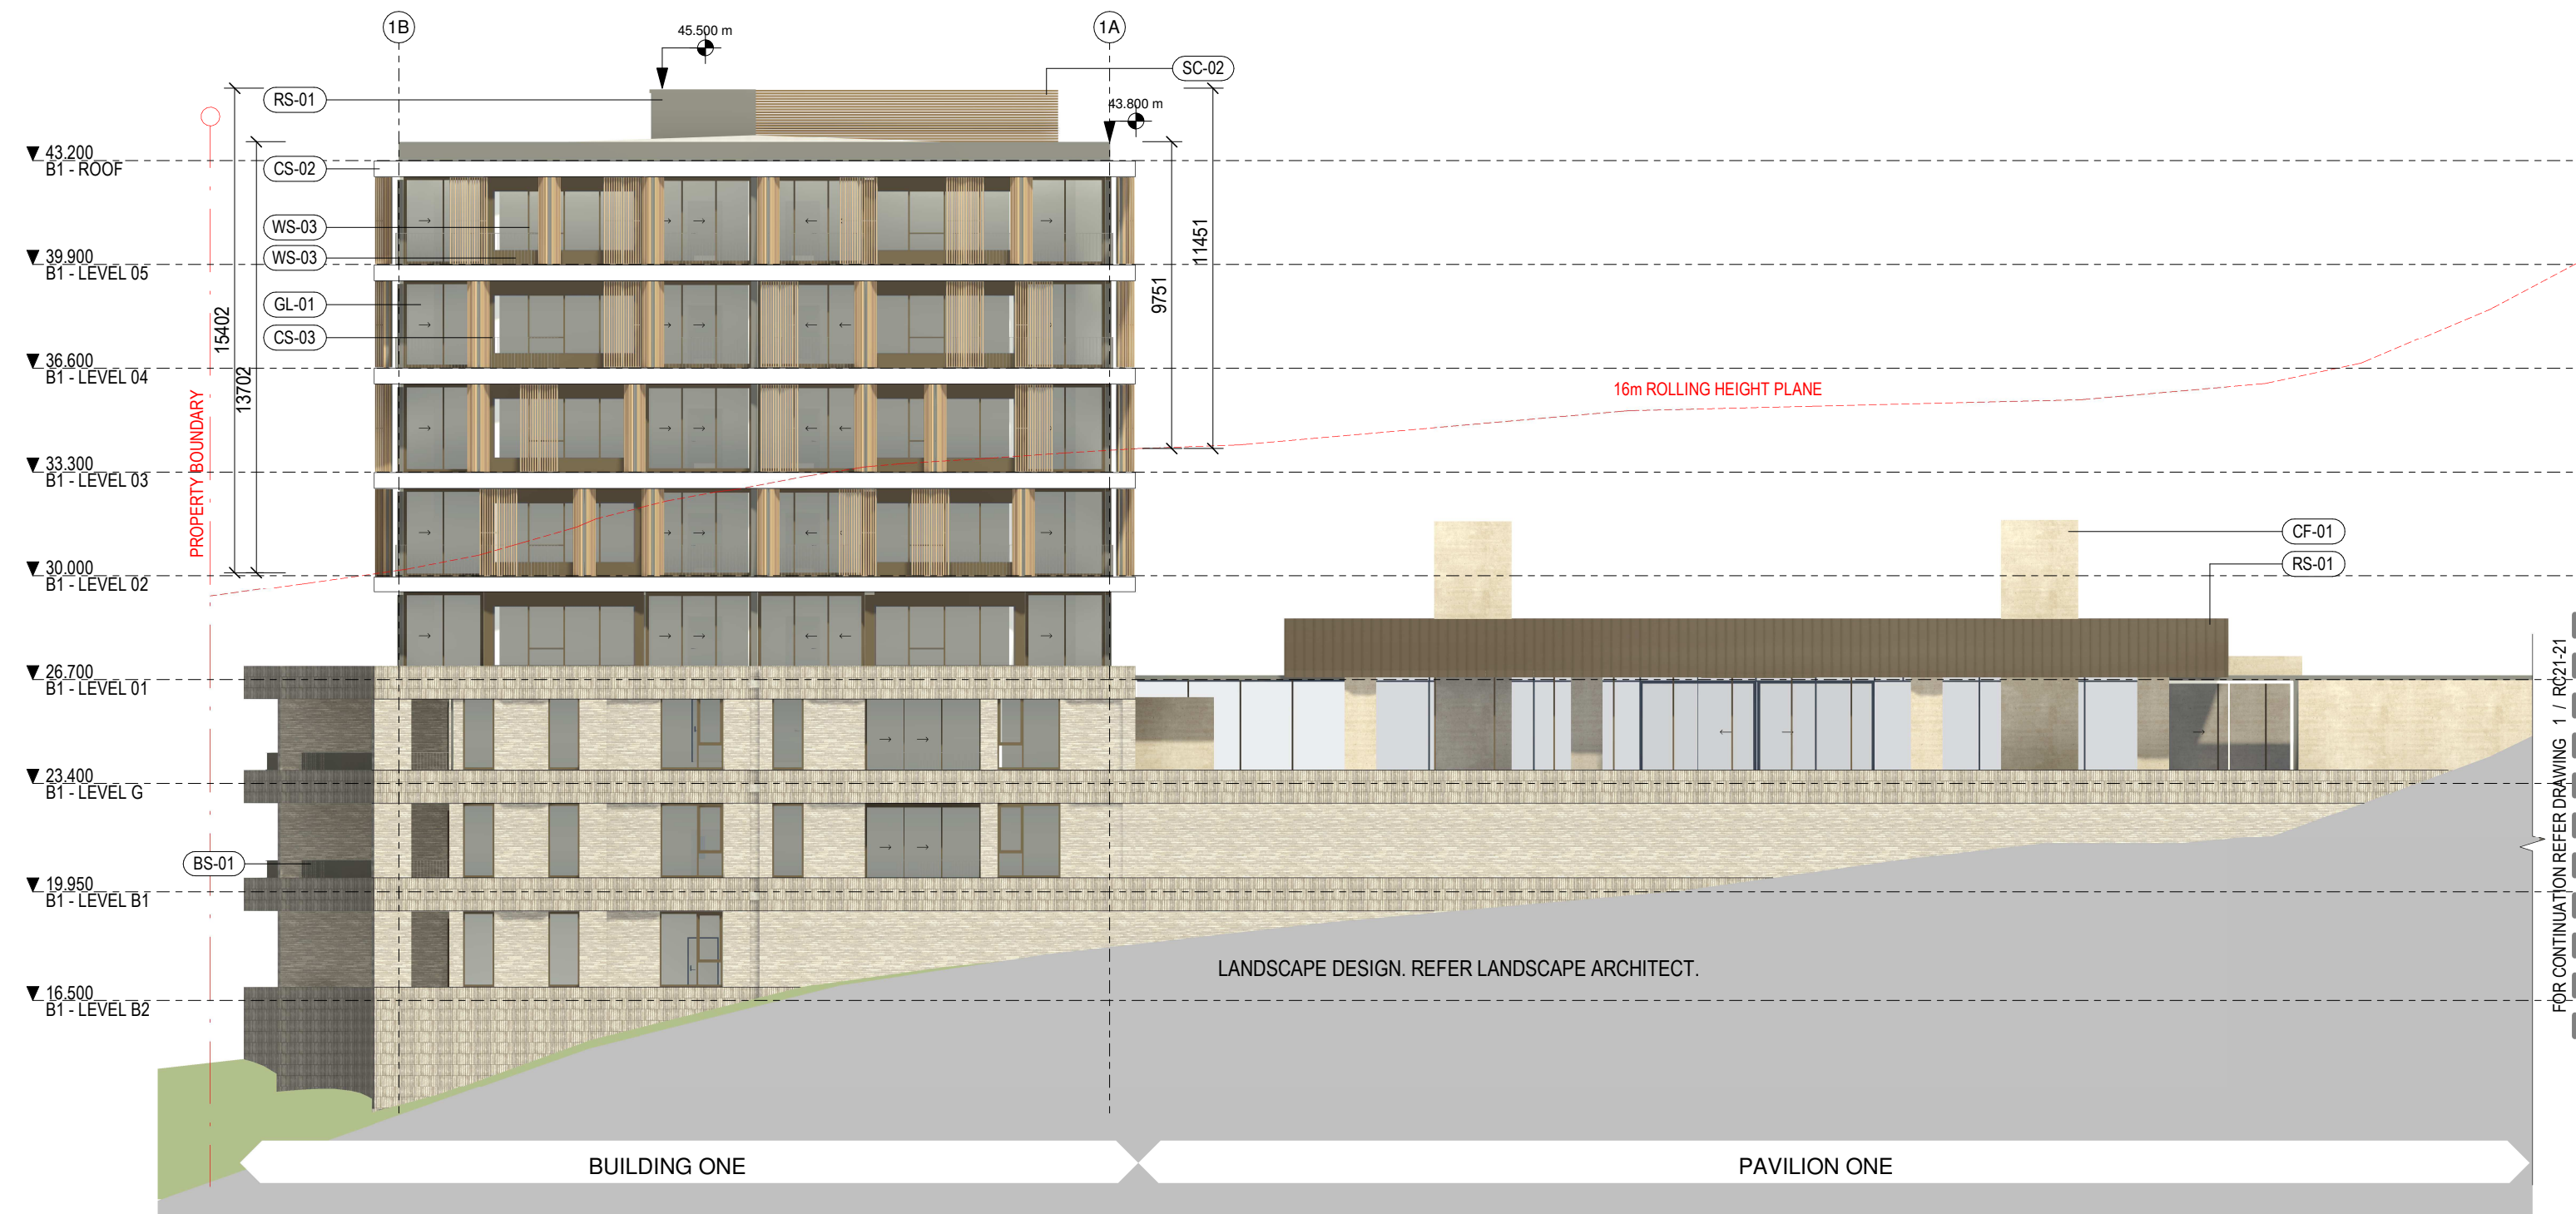 1B
45.500 m
1A
SC-02
RS-01
43.800 m
43.200
B1 - ROOF
CS-02
WS-03
WS-03
39.900
B1 - LEVEL 05
11451
9751
GL-01
15402
CS-03
36.600
B1 - LEVEL 04
13702
16m ROLLING HEIGHT PLANE
PROPERTY BOUNDARY
33.300
B1 - LEVEL 03
CF-01
RS-01
30.000
B1 - LEVEL 02
26.700
B1 - LEVEL 01
23.400
B1 - LEVEL G
BS-01
19.950
B1 - LEVEL B1
FOR CONTINUATION REFER DRAWING 1 / RC21-21
LANDSCAPE DESIGN. REFER LANDSCAPE ARCHITECT.
16.500
B1 - LEVEL B2
BUILDING ONE
PAVILION ONE